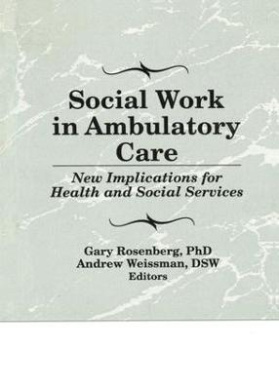 Social Work
in Ambulatory
Care
New Implications for
Health and Social Services
Gary Rosenberg, PhD
Andrew Weissman, DSW
Editors